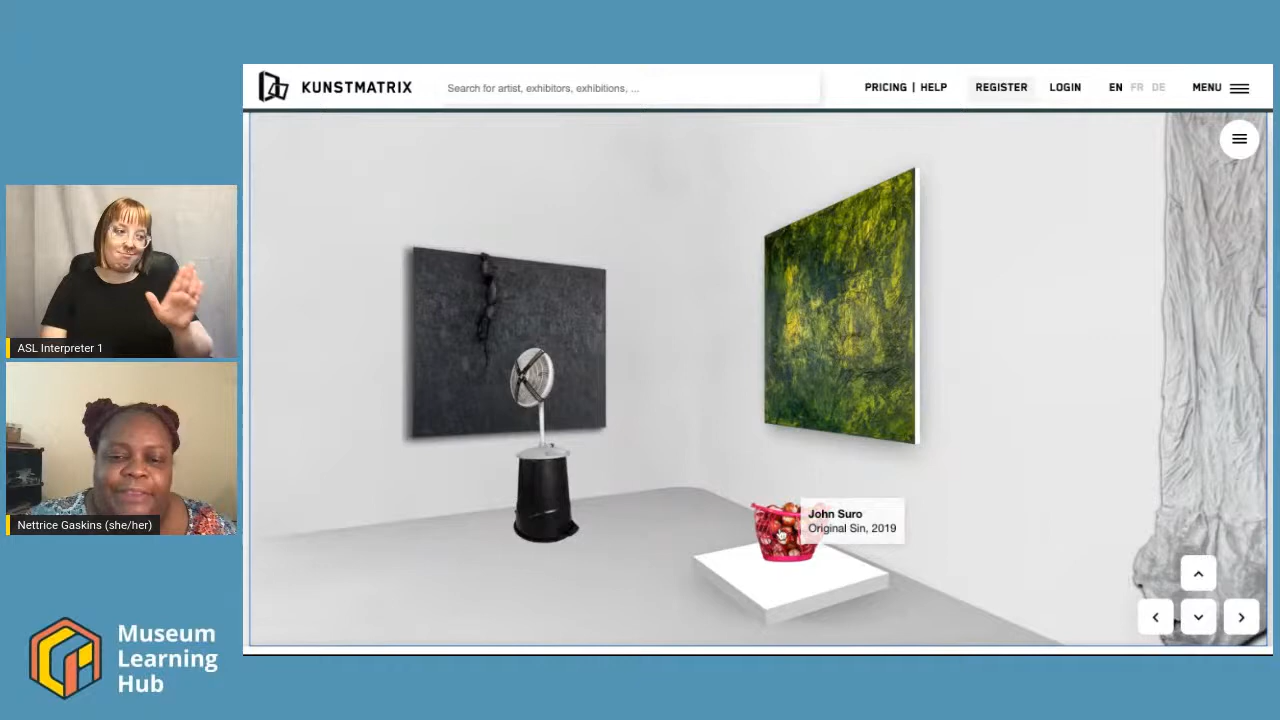 KUNSTMATRIX
Search for artist, exhibitors, exhibitions, ...
PRICING | HELP
REGISTER
LOGIN
EN FR DE
MENU
ASL Interpreter 1
Nettrice Gaskins (she/her)
John Suro
Original Sin, 2019
Museum
Learning
Hub